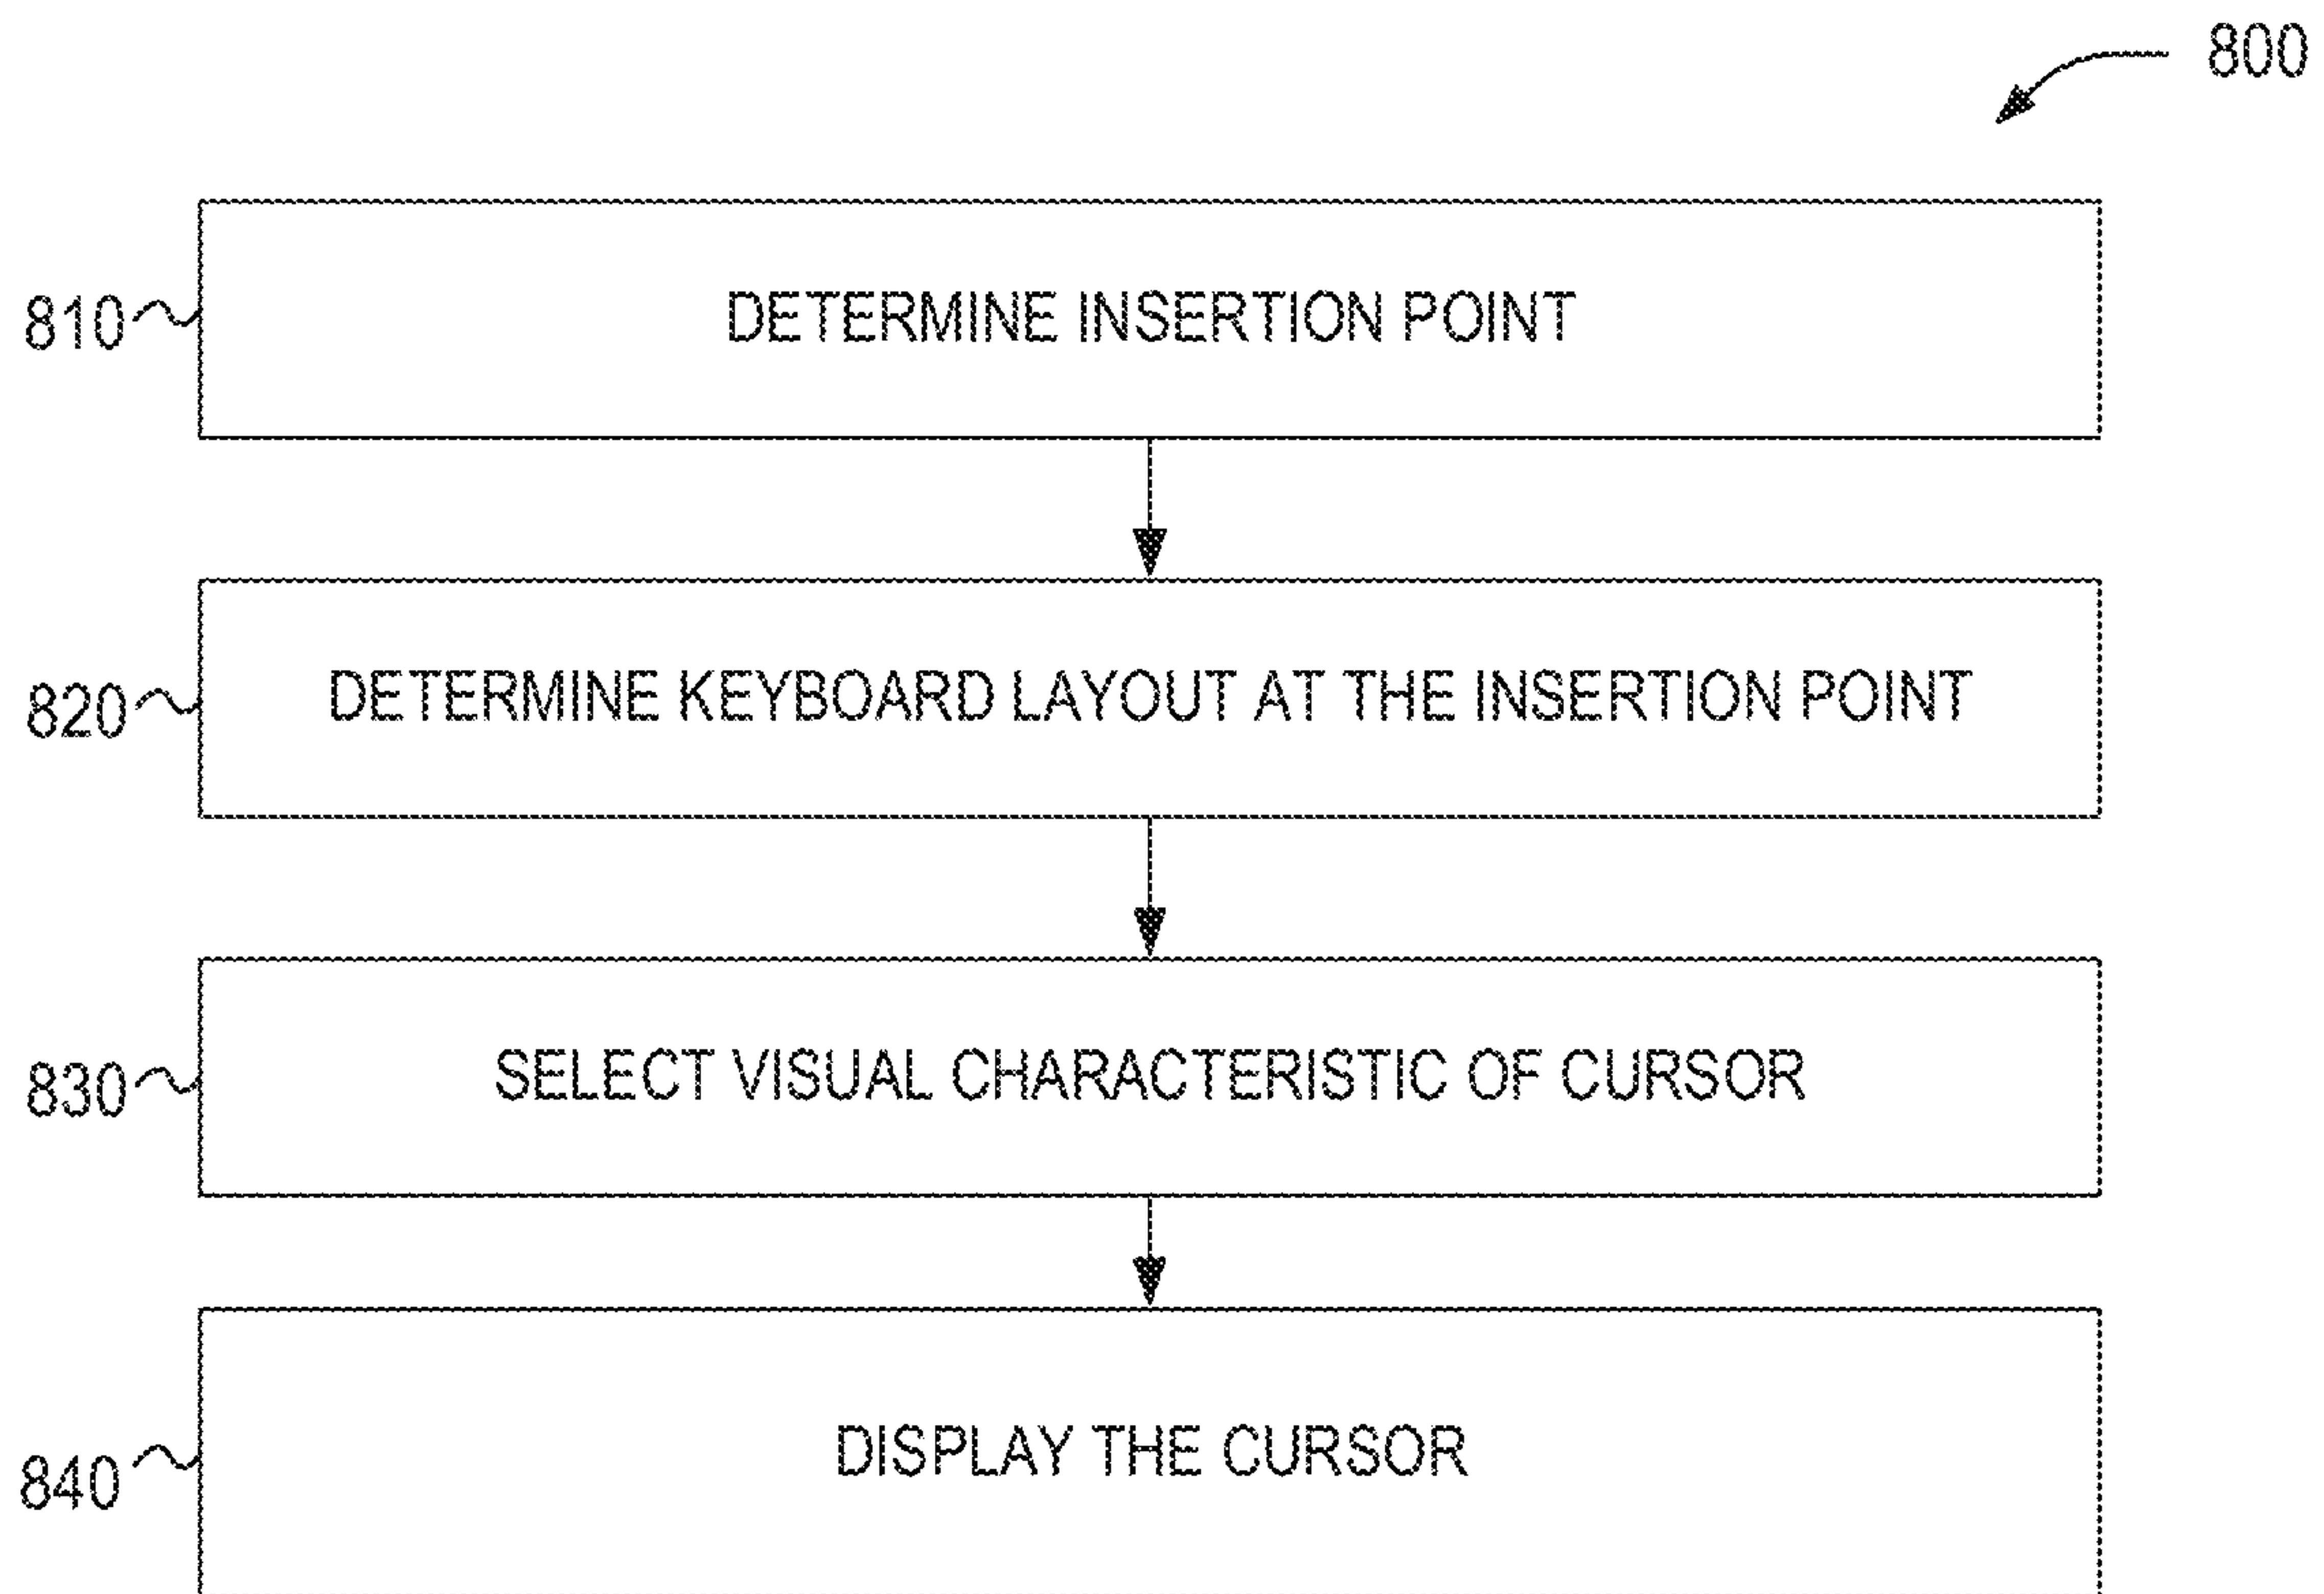 800
810
DETERMINE INSERTION POINT
820
DETERMINE KEYBOARD LAYOUT AT THE INSERTION POINT
830
SELECT VISUAL CHARACTERISTIC OF CURSOR
840
DISPLAY THE CURSOR